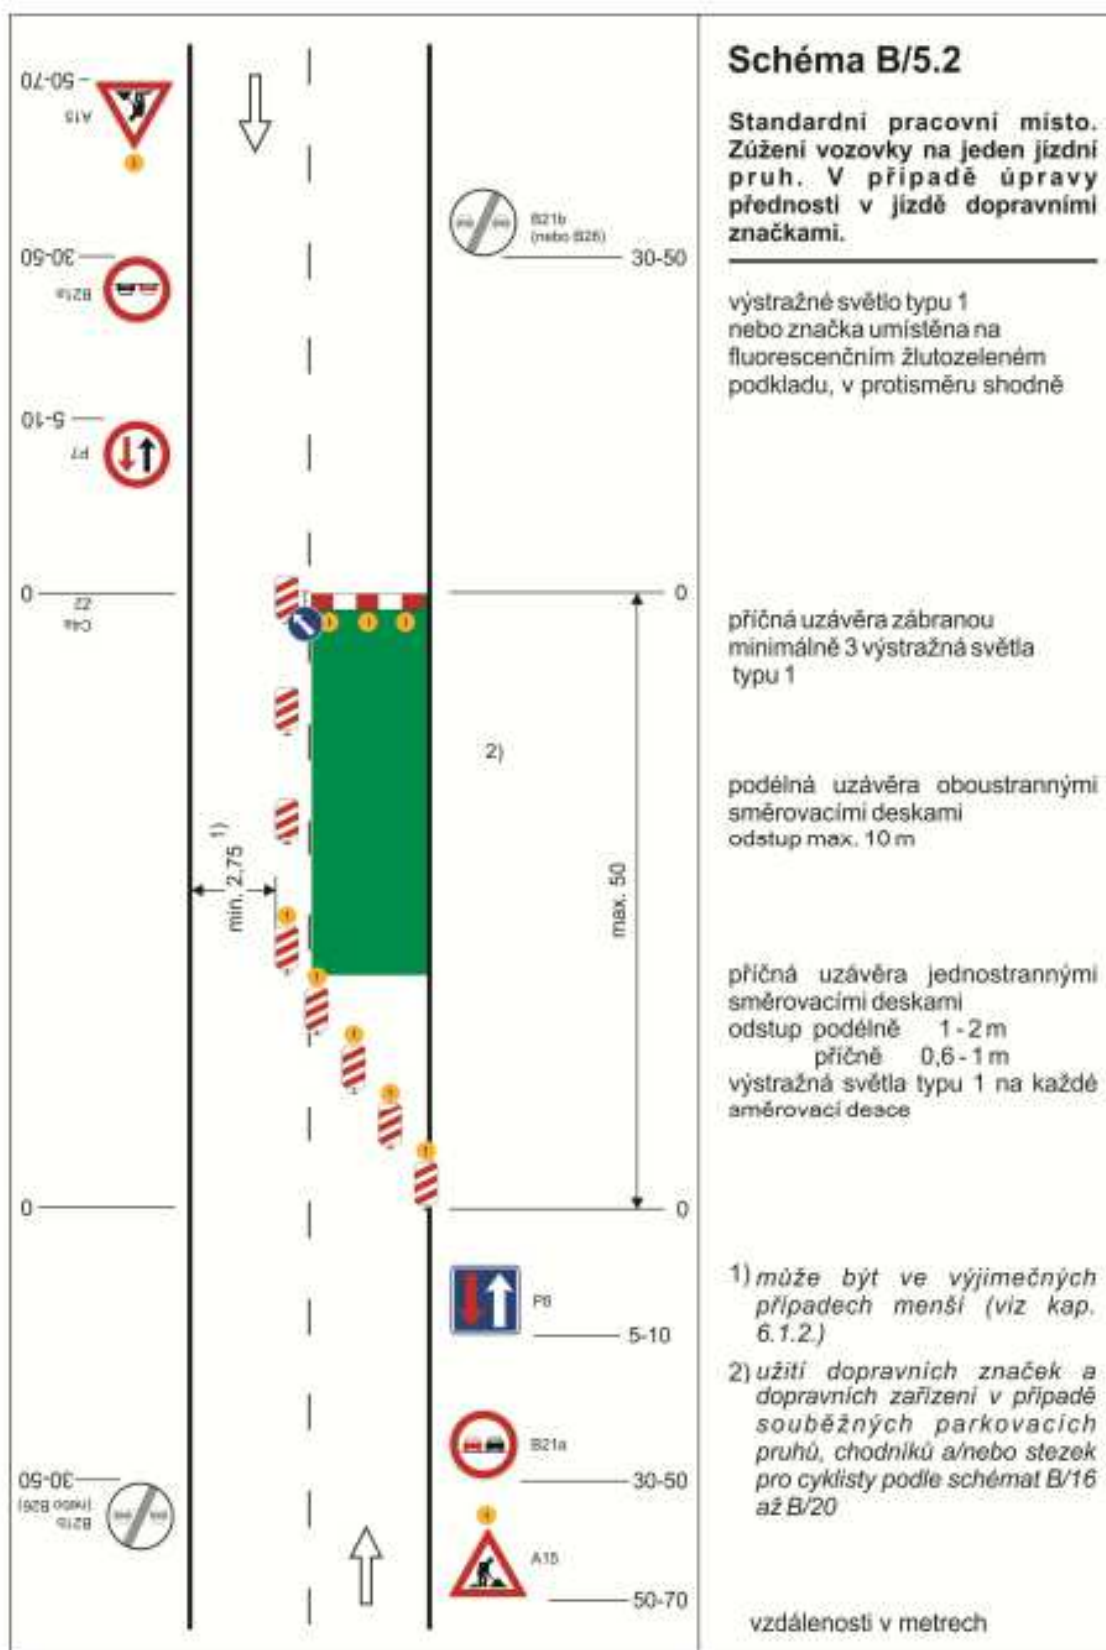 Schéma B/5.2
Standardní pracovní místo.
Zúžení vozovky na jeden jízdní
pruh. V případě úpravy
přednosti v jízdě dopravními
značkami.
výstražné světlo typu 1
nebo značka umístěna na
fluorescenčním žlutozeleném
podkladu, v protisměru shodně
příčná uzávěra zábranou
minimálně 3 výstražná světla
typu 1
podélná uzávěra oboustrannými
směrovacími deskami
odstup max. 10 m
příčná uzávěra jednostrannými
směrovacími deskami
odstup podélně 1 - 2 m
příčně 0,6 - 1 m
výstražná světla typu 1 na každé
směrovací desce
1) může být ve výjimečných
případech menší (viz kap.
6.1.2.)
2) užití dopravních značek a
dopravních zařízení v případě
souběžných parkovacích
pruhů, chodníků a/nebo stezek
pro cyklisty podle schémat B/16
až B/20
vzdálenosti v metrech
50-70
A15
30-50
B21a
5-10
P7
0
Z2
C4a
0
30-50
B21b
(nebo B26)
B21b
(nebo B26)
30-50
0
2)
min. 2,75 1)
max. 50
0
P8
5-10
B21a
30-50
A15
50-70